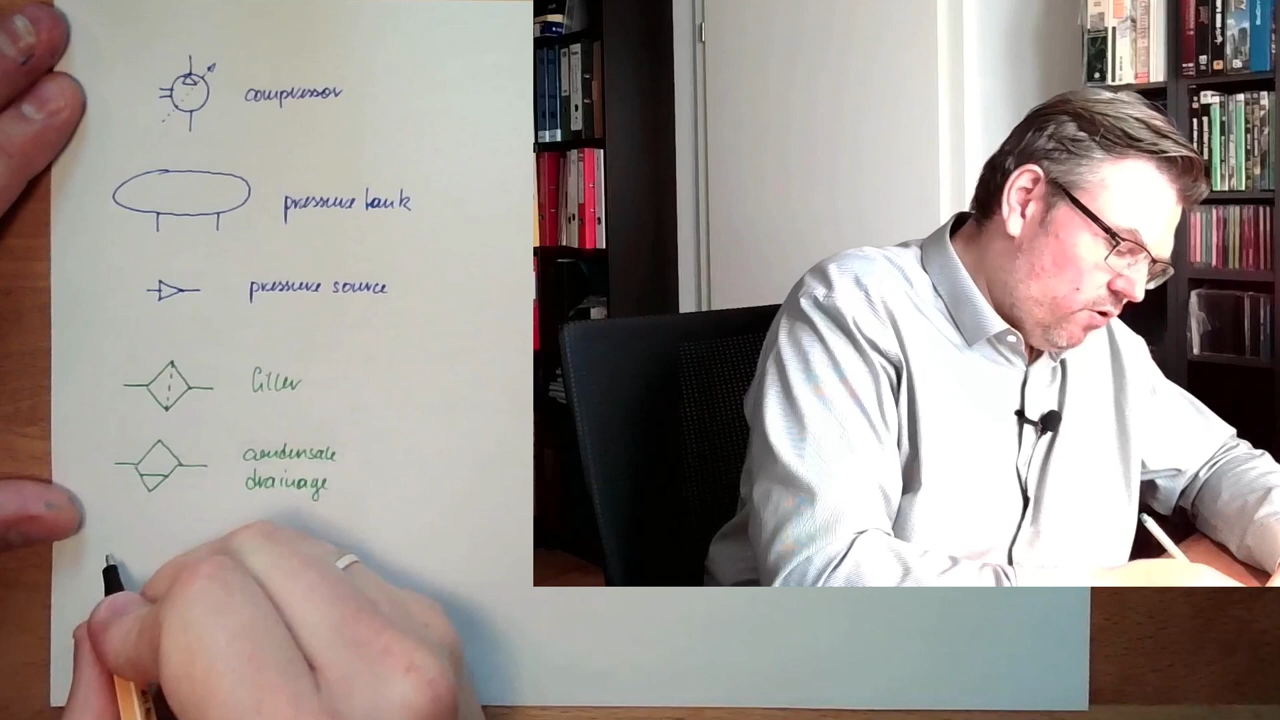 compressor
pressure tank
pressure source
filter
condensate
drainage